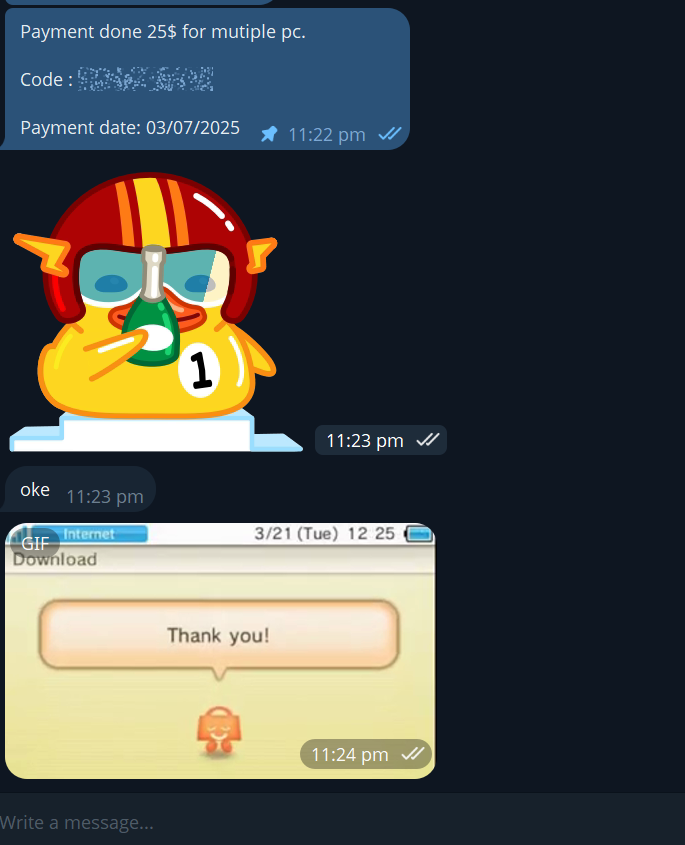 Payment done 25$ for mutiple pc.
Code :
Payment date: 03/07/2025
11:22 pm
1
11:23 pm
oke 11:23 pm
GIF
Internet 3/21 (Tue) 12 25
Download
Thank you!
11:24 pm
Write a message...